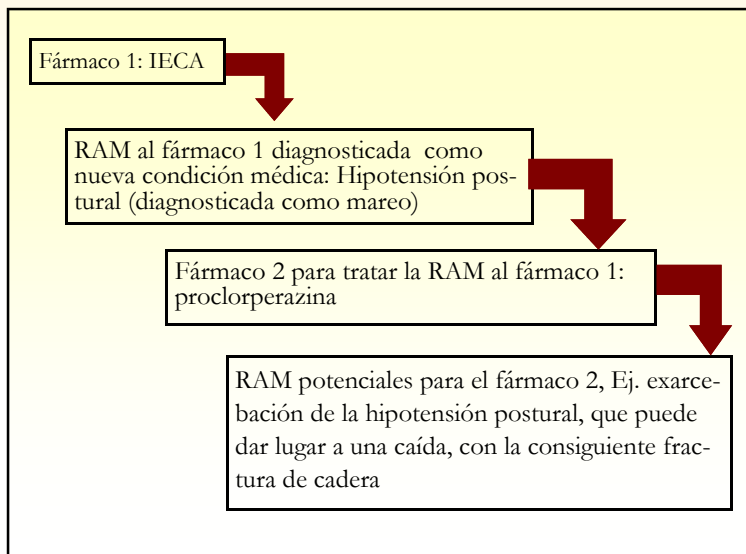 Fármaco 1: IECA
RAM al fármaco 1 diagnosticada como
nueva condición médica: Hipotensión pos-
tural (diagnosticada como mareo)
Fármaco 2 para tratar la RAM al fármaco 1:
proclorperazina
RAM potenciales para el fármaco 2, Ej. exarce-
bación de la hipotensión postural, que puede
dar lugar a una caída, con la consiguiente frac-
tura de cadera